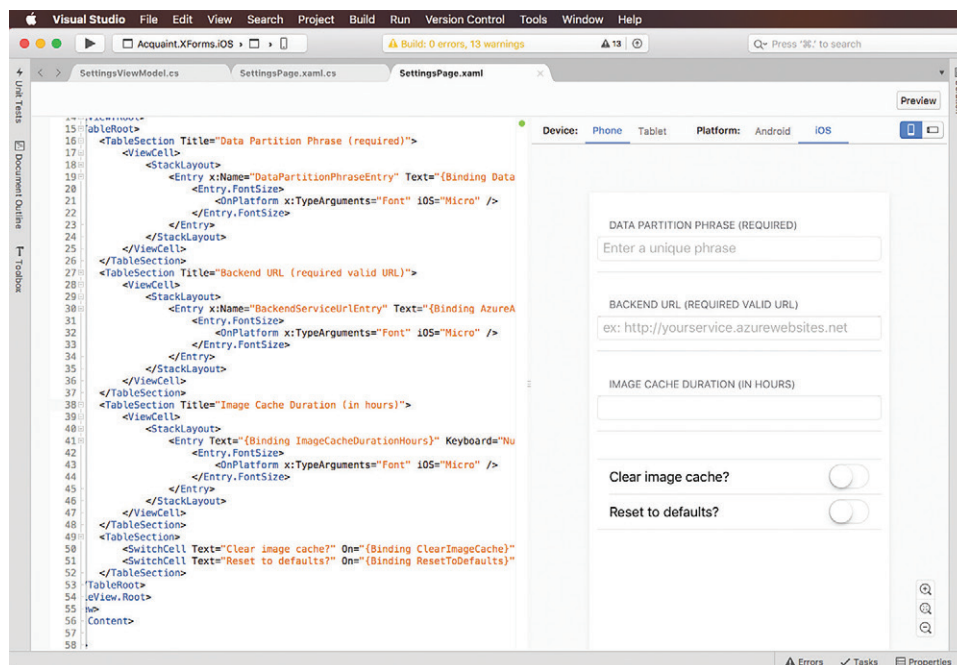 Visual Studio File Edit View Search Project Build Run Version Control Tools Window Help
Acquaint.XForms.iOS
Build: 0 errors, 13 warnings
13
Press '⌘.' to search
SettingsViewModel.cs
SettingsPage.xaml.cs
SettingsPage.xaml
Unit Tests
Document Outline
Toolbox
Preview
Device: Phone Tablet Platform: Android iOS
15 ableRoot>
16 <TableSection Title="Data Partition Phrase (required)">
17 <ViewCell>
18 <StackLayout>
19 <Entry x:Name="DataPartitionPhraseEntry" Text="{Binding Data
20 <Entry.FontSize>
21 <OnPlatform x:TypeArguments="Font" iOS="Micro" />
22 </Entry.FontSize>
23 </Entry>
24 </StackLayout>
25 </ViewCell>
26 </TableSection>
27 <TableSection Title="Backend URL (required valid URL)">
28 <ViewCell>
29 <StackLayout>
30 <Entry x:Name="BackendServiceUrlEntry" Text="{Binding AzureA
31 <Entry.FontSize>
32 <OnPlatform x:TypeArguments="Font" iOS="Micro" />
33 </Entry.FontSize>
34 </Entry>
35 </StackLayout>
36 </ViewCell>
37 </TableSection>
38 <TableSection Title="Image Cache Duration (in hours)">
39 <ViewCell>
40 <StackLayout>
41 <Entry Text="{Binding ImageCacheDurationHours}" Keyboard="Nu
42 <Entry.FontSize>
43 <OnPlatform x:TypeArguments="Font" iOS="Micro" />
44 </Entry.FontSize>
45 </Entry>
46 </StackLayout>
47 </ViewCell>
48 </TableSection>
49 <TableSection>
50 <SwitchCell Text="Clear image cache?" On="{Binding ClearImageCache}"
51 <SwitchCell Text="Reset to defaults?" On="{Binding ResetToDefaults}"
52 </TableSection>
53 TableRoot>
54 leView.Root>
55 ew>
56 Content>
57
58
DATA PARTITION PHRASE (REQUIRED)
Enter a unique phrase
BACKEND URL (REQUIRED VALID URL)
ex: http://yourservice.azurewebsites.net
IMAGE CACHE DURATION (IN HOURS)
Clear image cache?
Reset to defaults?
Errors Tasks Properties